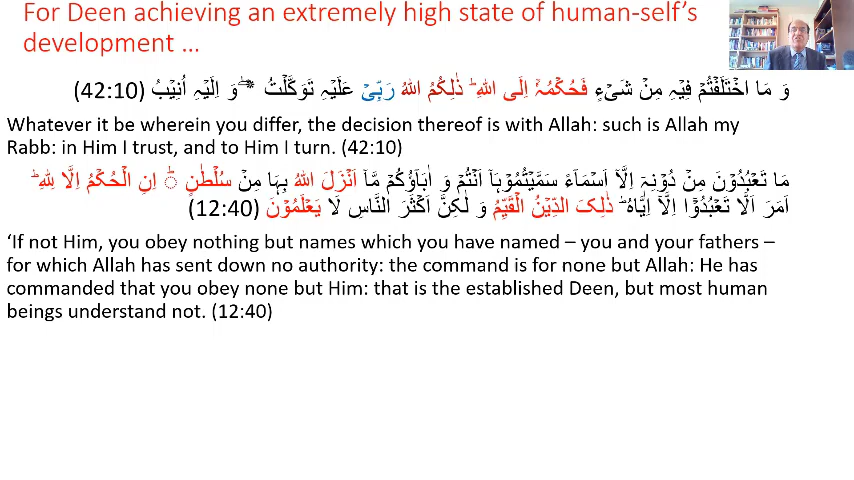 For Deen achieving an extremely high state of human-self’s
development …
وَ مَا اخۡتَلَفۡتُمۡ فِیۡہِ مِنۡ شَیۡءٍ فَحُکۡمُہٗۤ اِلَی اللّٰہِ ؕ ذٰلِکُمُ اللّٰہُ رَبِّیۡ عَلَیۡہِ تَوَکَّلۡتُ ٭ۖ وَ اِلَیۡہِ اُنِیۡبُ (42:10)
Whatever it be wherein you differ, the decision thereof is with Allah: such is Allah my
Rabb: in Him I trust, and to Him I turn. (42:10)
مَا تَعۡبُدُوۡنَ مِنۡ دُوۡنِہٖۤ اِلَّاۤ اَسۡمَآءً سَمَّیۡتُمُوۡہَاۤ اَنۡتُمۡ وَ اٰبَآؤُکُمۡ مَّاۤ اَنۡزَلَ اللّٰہُ بِہَا مِنۡ سُلۡطٰنٍ ؕ اِنِ الۡحُکۡمُ اِلَّا لِلّٰہِ ؕ
اَمَرَ اَلَّا تَعۡبُدُوۡۤا اِلَّاۤ اِیَّاہُ ؕ ذٰلِکَ الدِّیۡنُ الۡقَیِّمُ وَ لٰکِنَّ اَکۡثَرَ النَّاسِ لَا یَعۡلَمُوۡنَ (12:40)
‘If not Him, you obey nothing but names which you have named – you and your fathers –
for which Allah has sent down no authority: the command is for none but Allah: He has
commanded that you obey none but Him: that is the established Deen, but most human
beings understand not. (12:40)